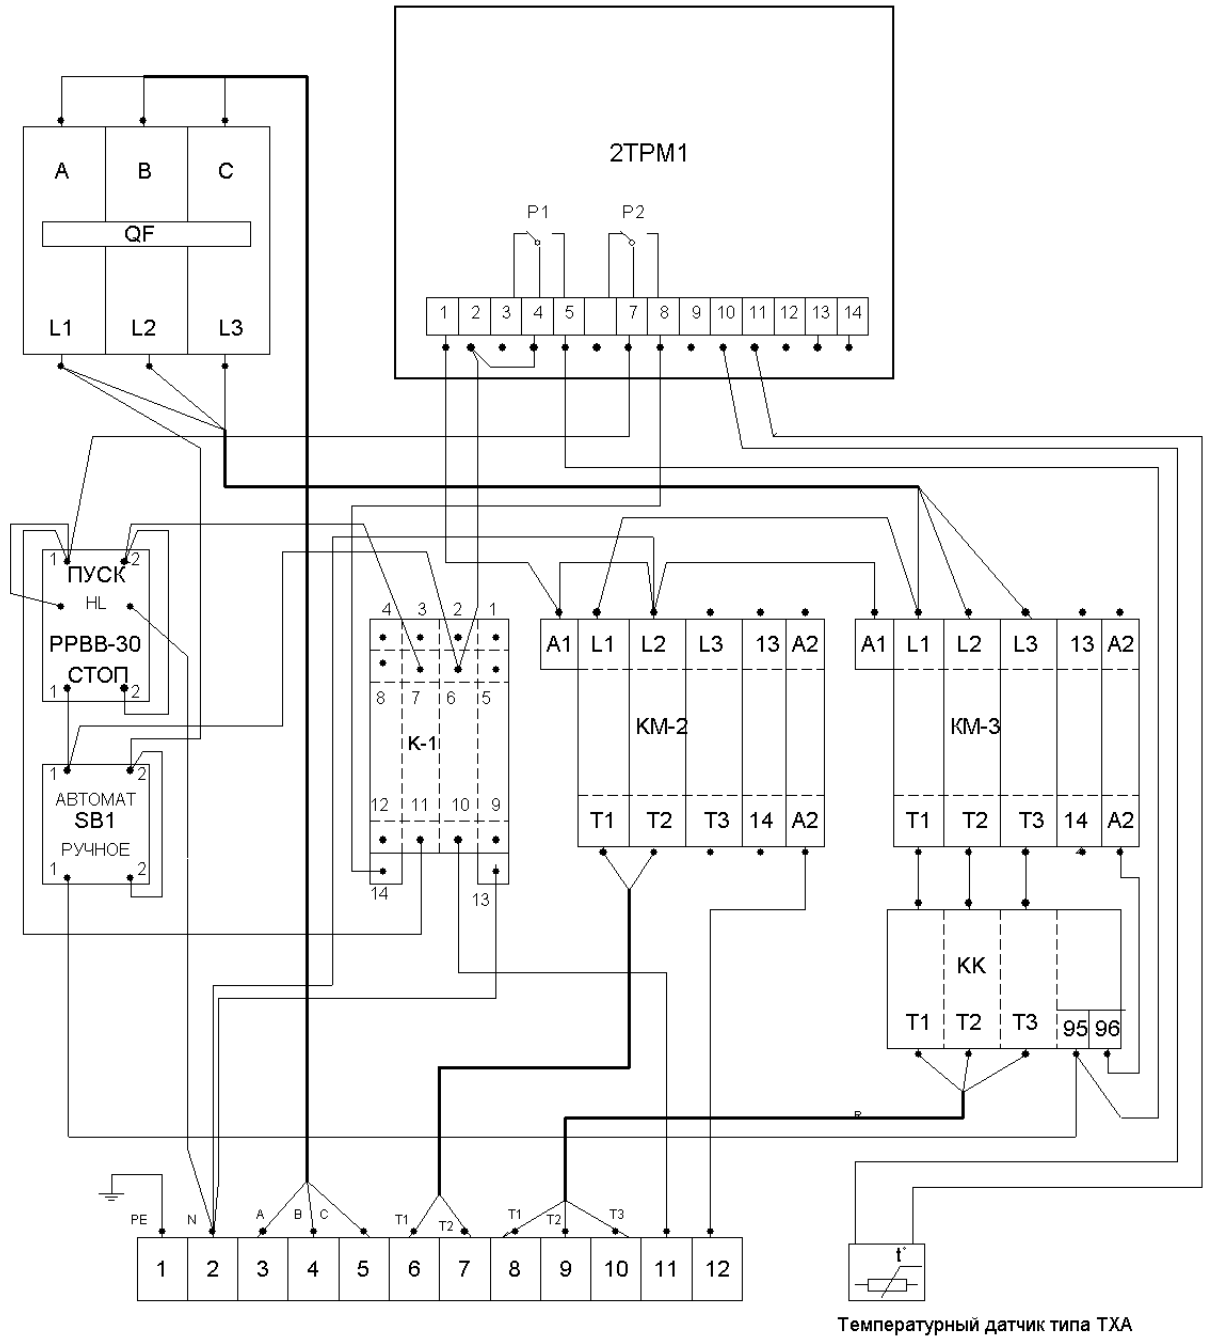 2ТРМ1
P1 P2
1 2 3 4 5 7 8 9 10 11 12 13 14
A B C
QF
L1 L2 L3
1 2
ПУСК
HL
РРВВ-30
СТОП
1 2
1 2
АВТОМАТ
SB1
РУЧНОЕ
1 2
4 3 2 1
8 7 6 5
К-1
12 11 10 9
14 13
A1 L1 L2 L3 13 A2
КМ-2
T1 T2 T3 14 A2
A1 L1 L2 L3 13 A2
КМ-3
T1 T2 T3 14 A2
КК
T1 T2 T3 95 96
R
PE N A B C T1 T2 T1 T2 T3
1 2 3 4 5 6 7 8 9 10 11 12
t°
Температурный датчик типа ТХА